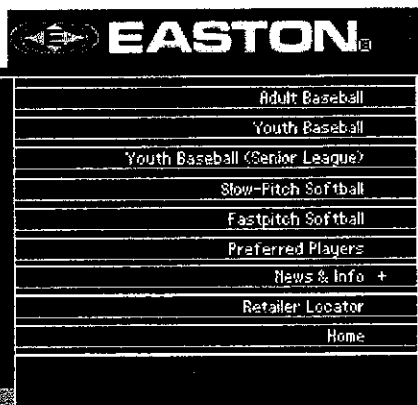 EASTON®
Adult Baseball
Youth Baseball
Youth Baseball (Senior League)
Slow-Pitch Softball
Fastpitch Softball
Preferred Players
News & Info +
Retailer Locator
Home